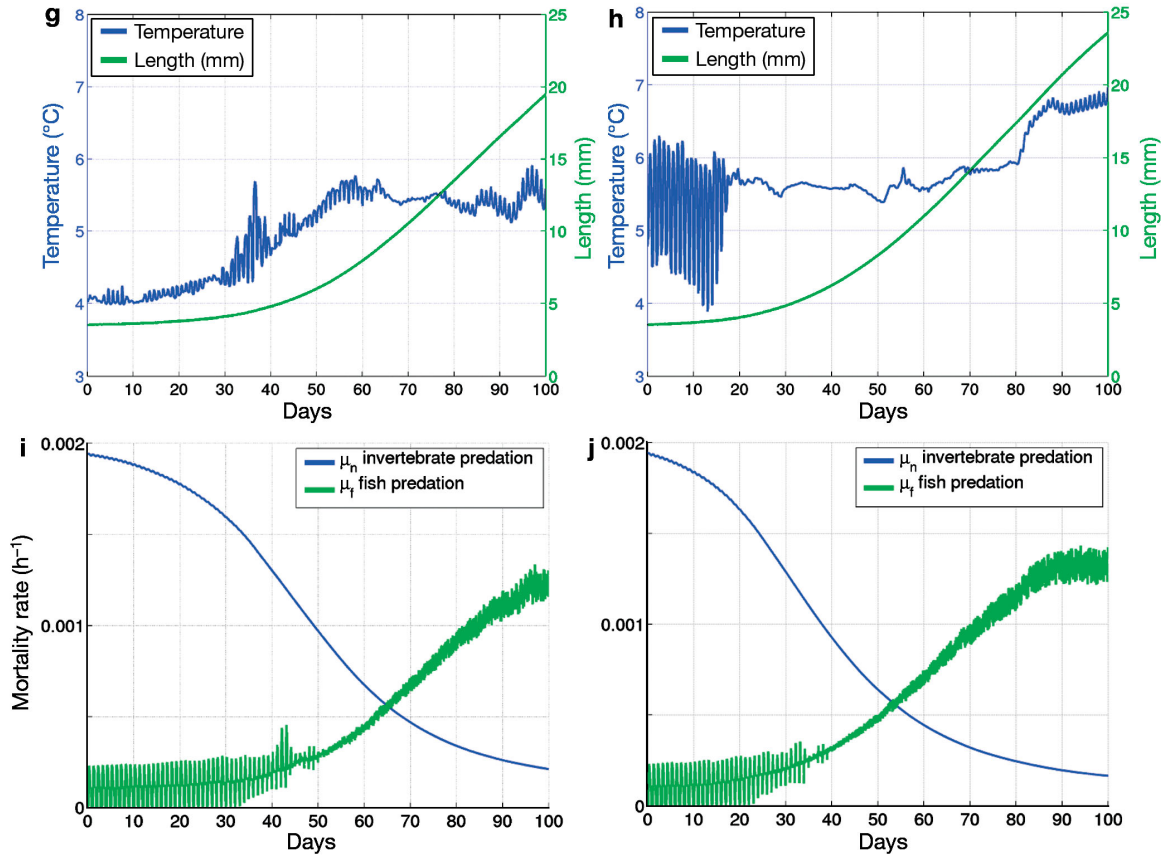 g
Temperature
Length (mm)
Temperature (°C)
8
7
6
5
4
3
Length (mm)
25
20
15
10
5
0
0 10 20 30 40 50 60 70 80 90 100
Days
h
Temperature
Length (mm)
Temperature (°C)
8
7
6
5
4
3
Length (mm)
25
20
15
10
5
0
0 10 20 30 40 50 60 70 80 90 100
Days
i
μn invertebrate predation
μf fish predation
Mortality rate (h⁻¹)
0.002
0.001
0
0 10 20 30 40 50 60 70 80 90 100
Days
j
μn invertebrate predation
μf fish predation
0.002
0.001
0
0 10 20 30 40 50 60 70 80 90 100
Days